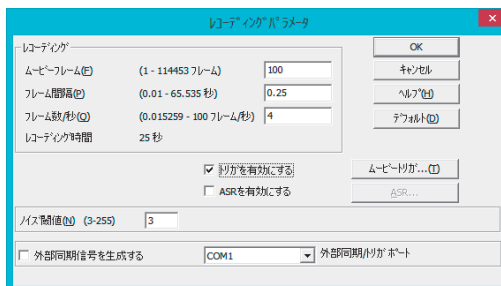 レコーディングパラメータ
レコーディング
ムービーフレーム(F) (1 - 114453 フレーム) 100
フレーム間隔(P) (0.01 - 65.535 秒) 0.25
フレーム数/秒(O) (0.015259 - 100 フレーム/秒) 4
レコーディング時間 25 秒
OK
キャンセル
ヘルプ(H)
デフォルト(D)
トリガを有効にする
ムービートリガ...(T)
ASRを有効にする
ASR...
ノイズ閾値(N) (3-255) 3
外部同期信号を生成する COM1 外部同期/トリガ ポート